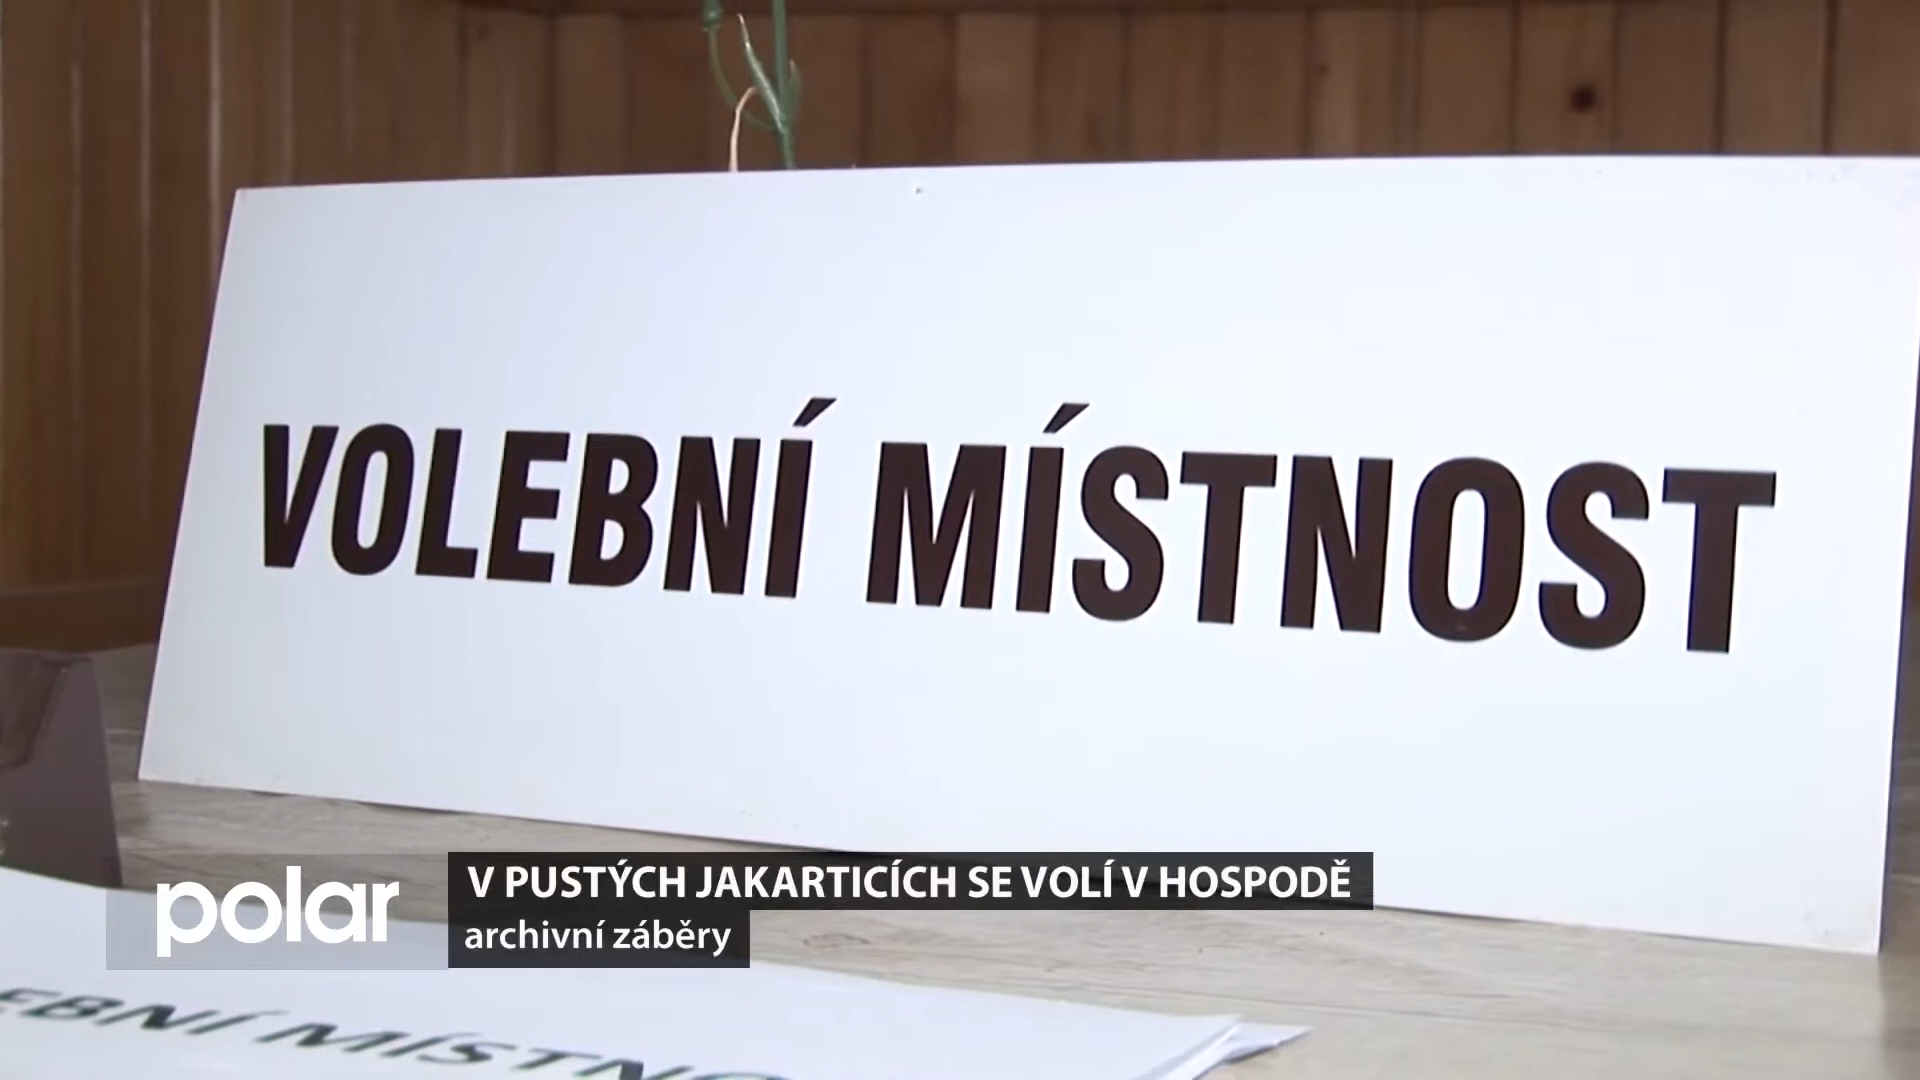 VOLEBNÍ MÍSTNOST
polar
V PUSTÝCH JAKARTICÍCH SE VOLÍ V HOSPODĚ
archivní záběry